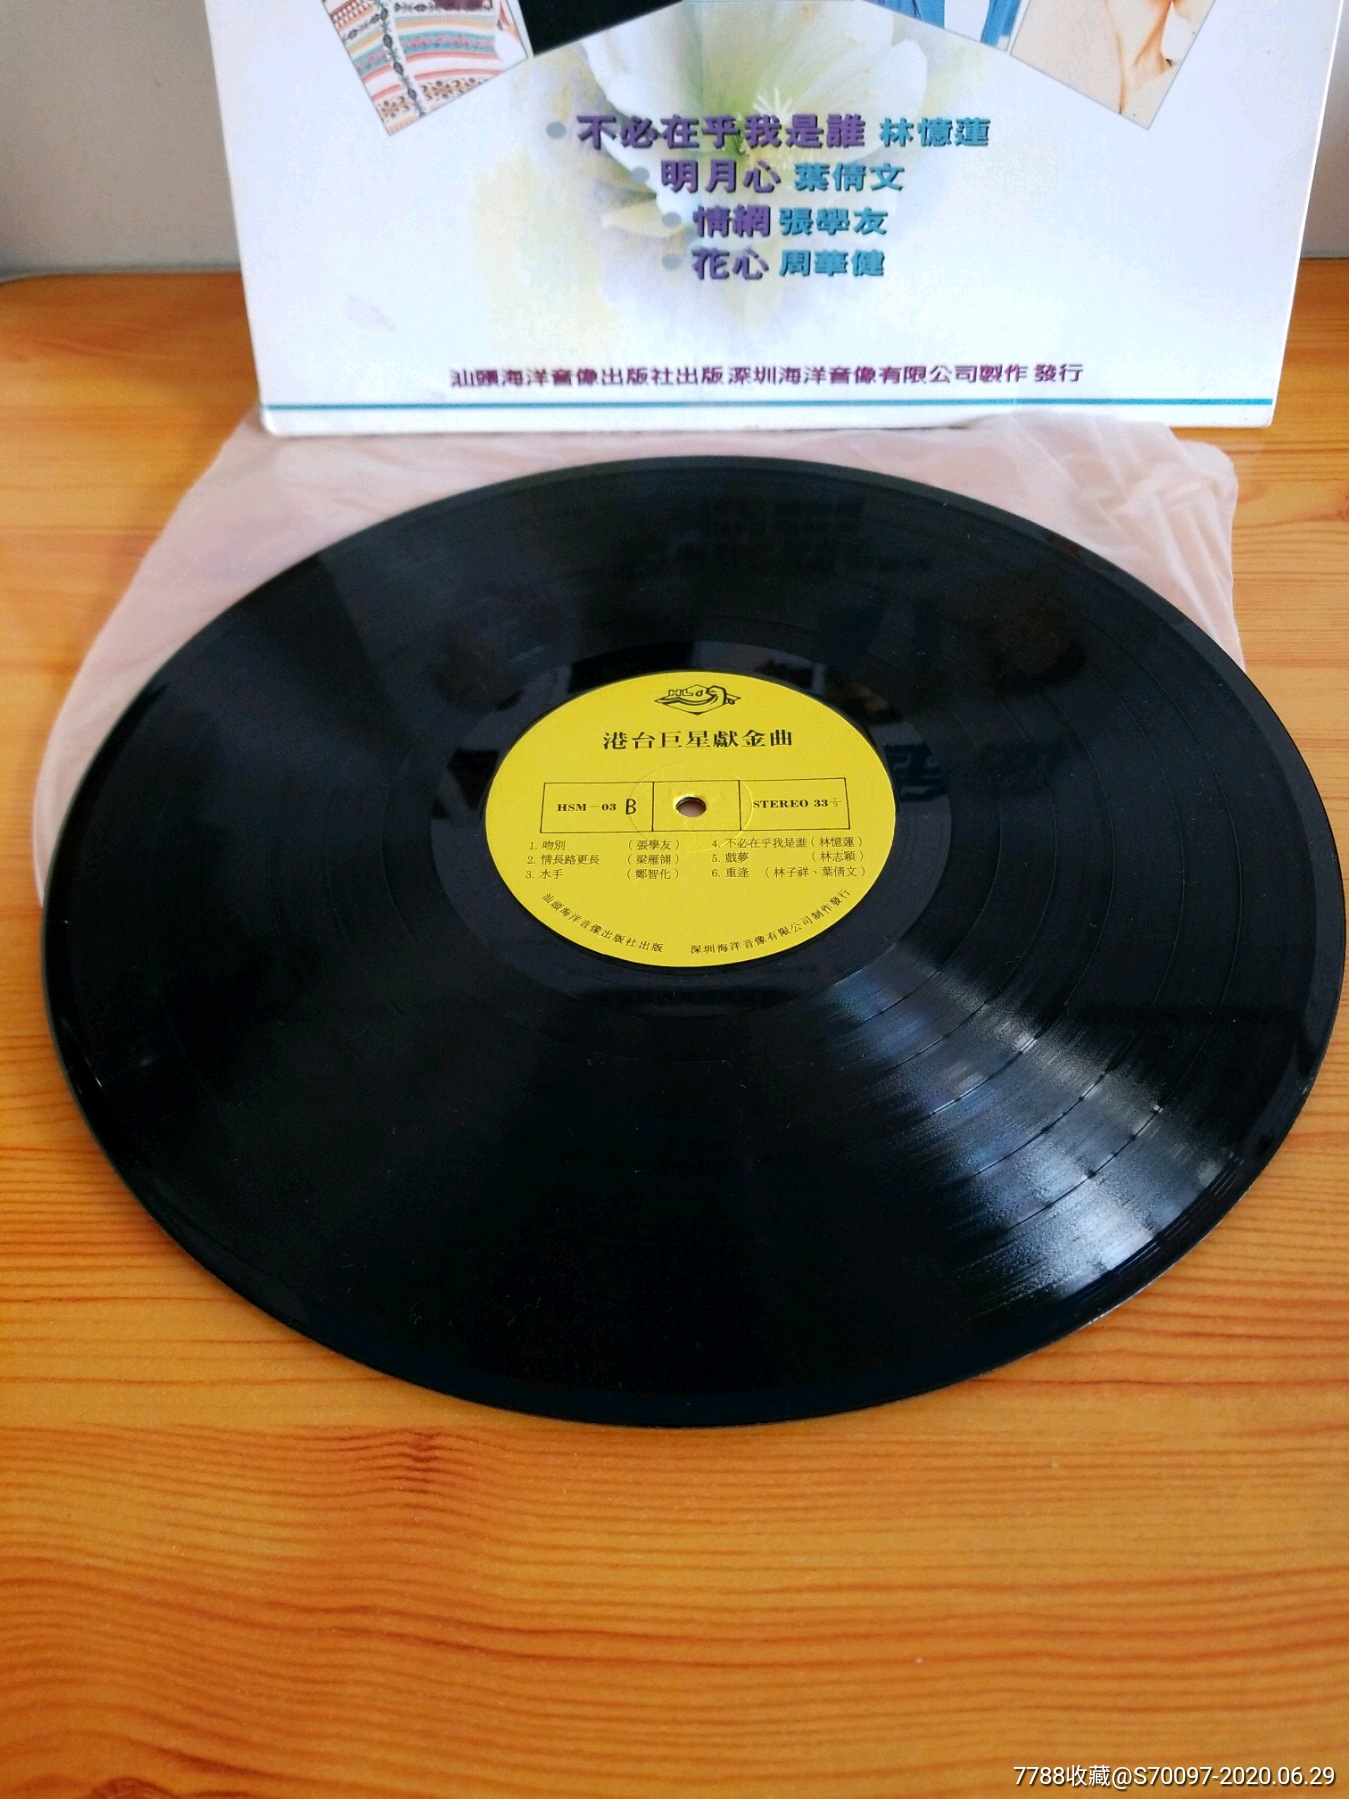 不必在乎我是誰 林憶蓮
明月心 葉倩文
情網 張學友
花心 周華健
汕頭海洋音像出版社出版 深圳海洋音像有限公司製作 發行
港台巨星獻金曲
HSM－03 B
STEREO 33⅓
1. 吻別 （張學友）
2. 情長路更長 （梁雁翎）
3. 水手 （鄭智化）
4. 不必在乎我是誰（林憶蓮）
5. 戲夢 （林志穎）
6. 重逢 （林子祥、葉倩文）
汕頭海洋音像出版社出版 深圳海洋音像有限公司制作發行
7788收藏@S70097-2020.06.29